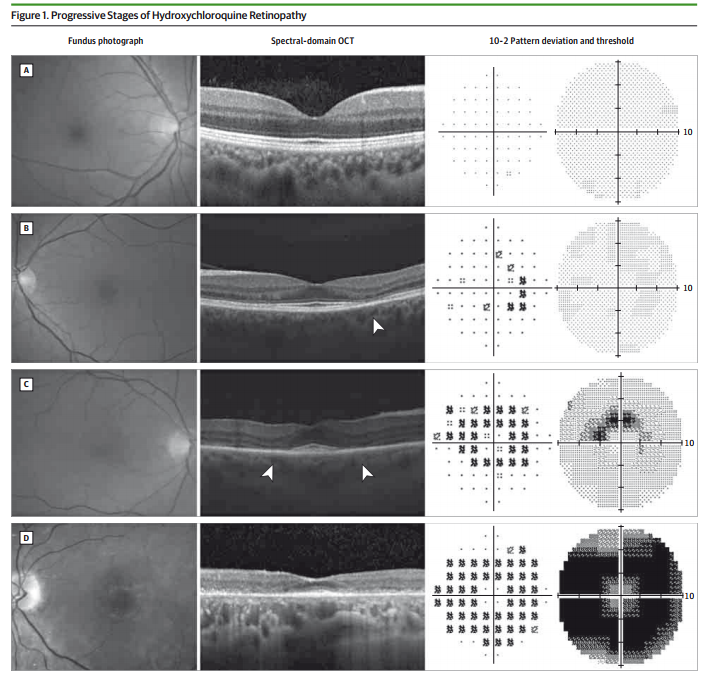 Figure 1. Progressive Stages of Hydroxychloroquine Retinopathy
Fundus photograph
Spectral-domain OCT
10-2 Pattern deviation and threshold
A
10
B
10
C
10
D
10